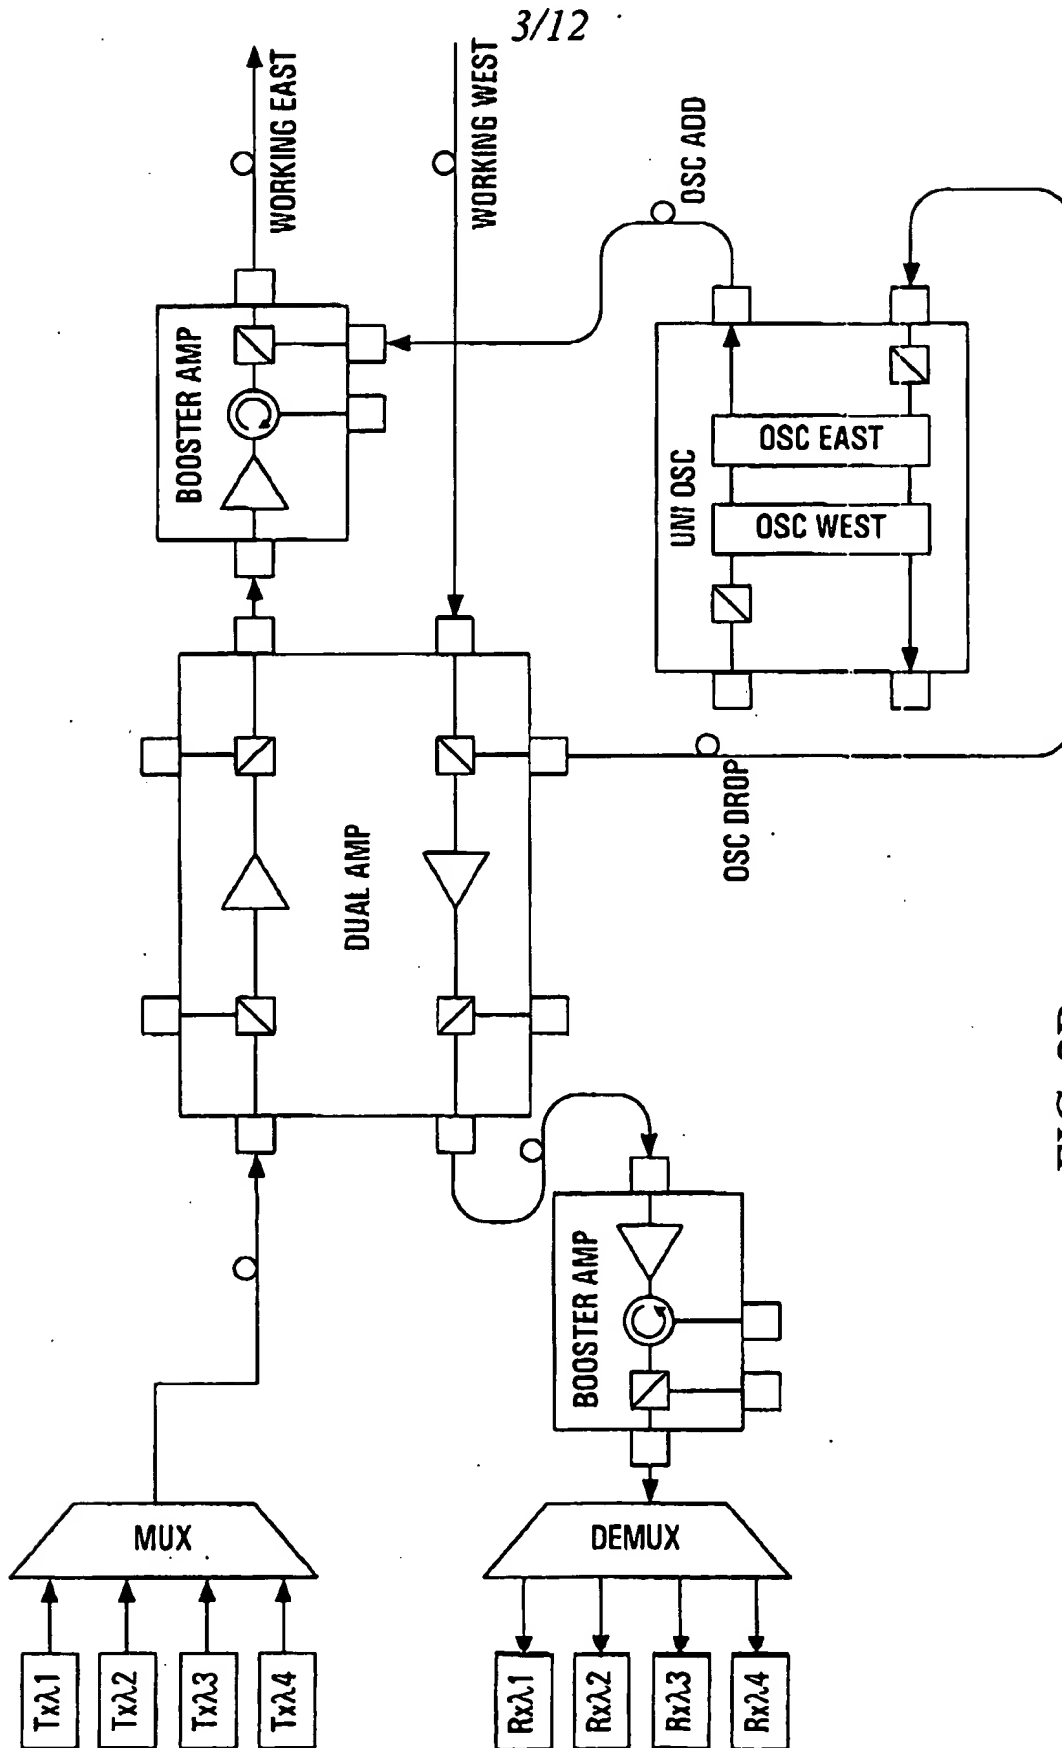 3/12
WORKING EAST
WORKING WEST
BOOSTER AMP
OSC ADD
UNI OSC
OSC EAST
OSC WEST
DUAL AMP
OSC DROP
BOOSTER AMP
MUX
DEMUX
Txλ1
Txλ2
Txλ3
Txλ4
Rxλ1
Rxλ2
Rxλ3
Rxλ4